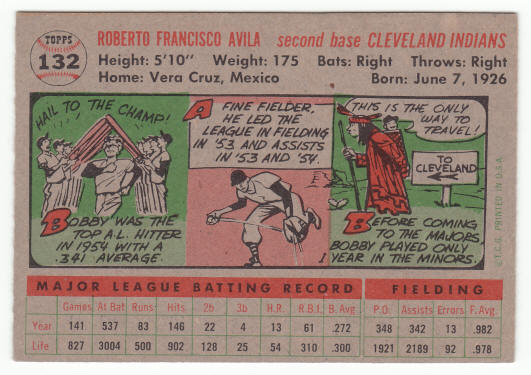 TOPPS
132
ROBERTO FRANCISCO AVILA second base CLEVELAND INDIANS
Height: 5'10" Weight: 175 Bats: Right Throws: Right
Home: Vera Cruz, Mexico Born: June 7, 1926
HAIL TO THE CHAMP!
BOBBY WAS THE
TOP A.L. HITTER
IN 1954 WITH A
.341 AVERAGE.
A FINE FIELDER,
HE LED THE
LEAGUE IN FIELDING
IN '53 AND ASSISTS
IN '53 AND '54.
THIS IS THE ONLY
WAY TO
TRAVEL!
TO
CLEVELAND
BEFORE COMING
TO THE MAJORS,
BOBBY PLAYED ONLY
1 YEAR IN THE MINORS.
© T.C.G. PRINTED IN U.S.A.
MAJOR LEAGUE BATTING RECORD FIELDING
Games At Bat Runs Hits 2b 3b H.R. R.B.I. B. Avg P.O. Assists Errors F. Avg.
Year 141 537 83 146 22 4 13 61 .272 348 342 13 .982
Life 827 3004 502 902 128 25 54 310 .300 1921 2189 92 .978